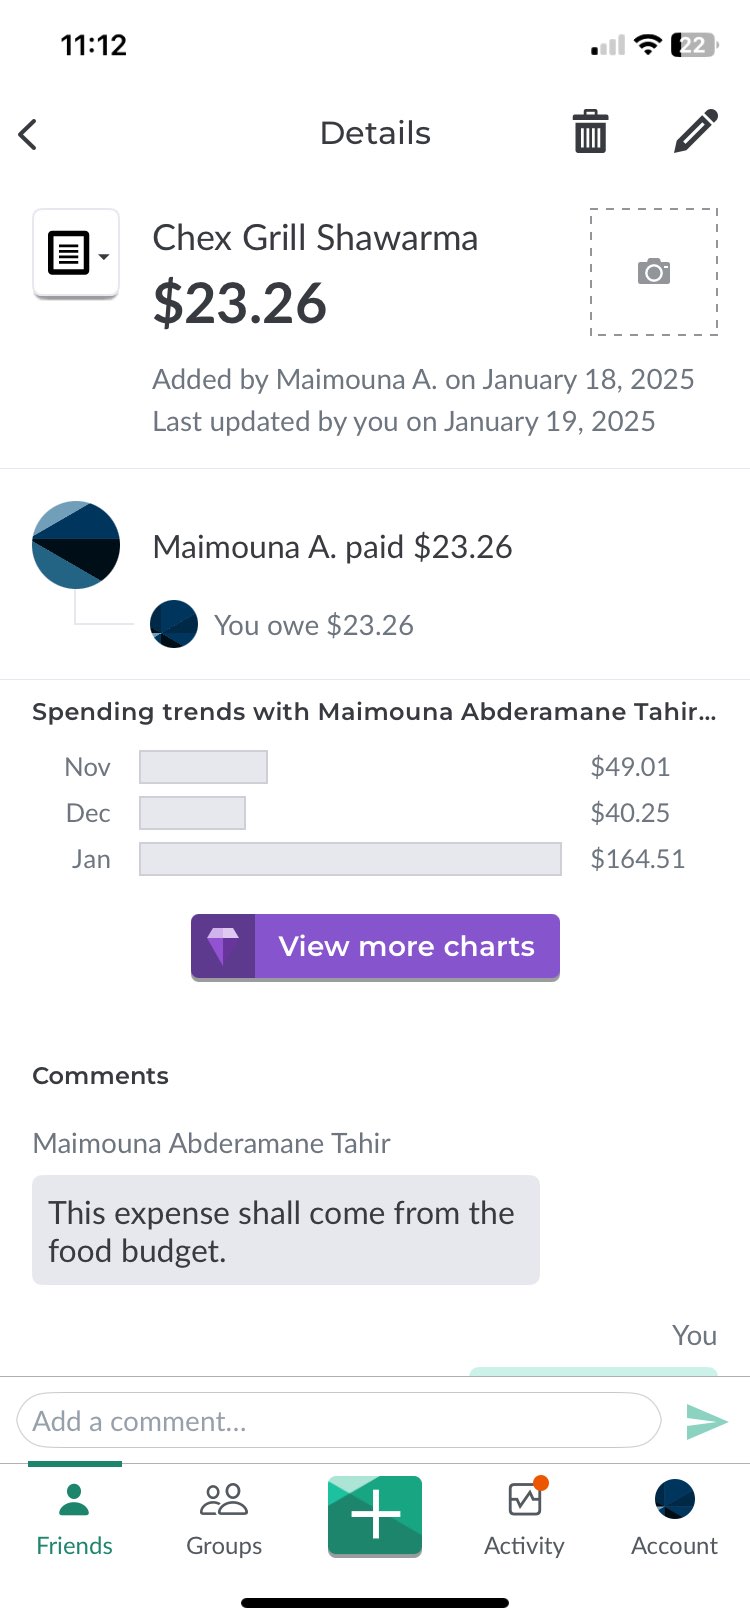 11:12
22
Details
Chex Grill Shawarma
$23.26
Added by Maimouna A. on January 18, 2025
Last updated by you on January 19, 2025
Maimouna A. paid $23.26
You owe $23.26
Spending trends with Maimouna Abderamane Tahir...
Nov $49.01
Dec $40.25
Jan $164.51
View more charts
Comments
Maimouna Abderamane Tahir
This expense shall come from the
food budget.
You
Add a comment...
Friends Groups Activity Account